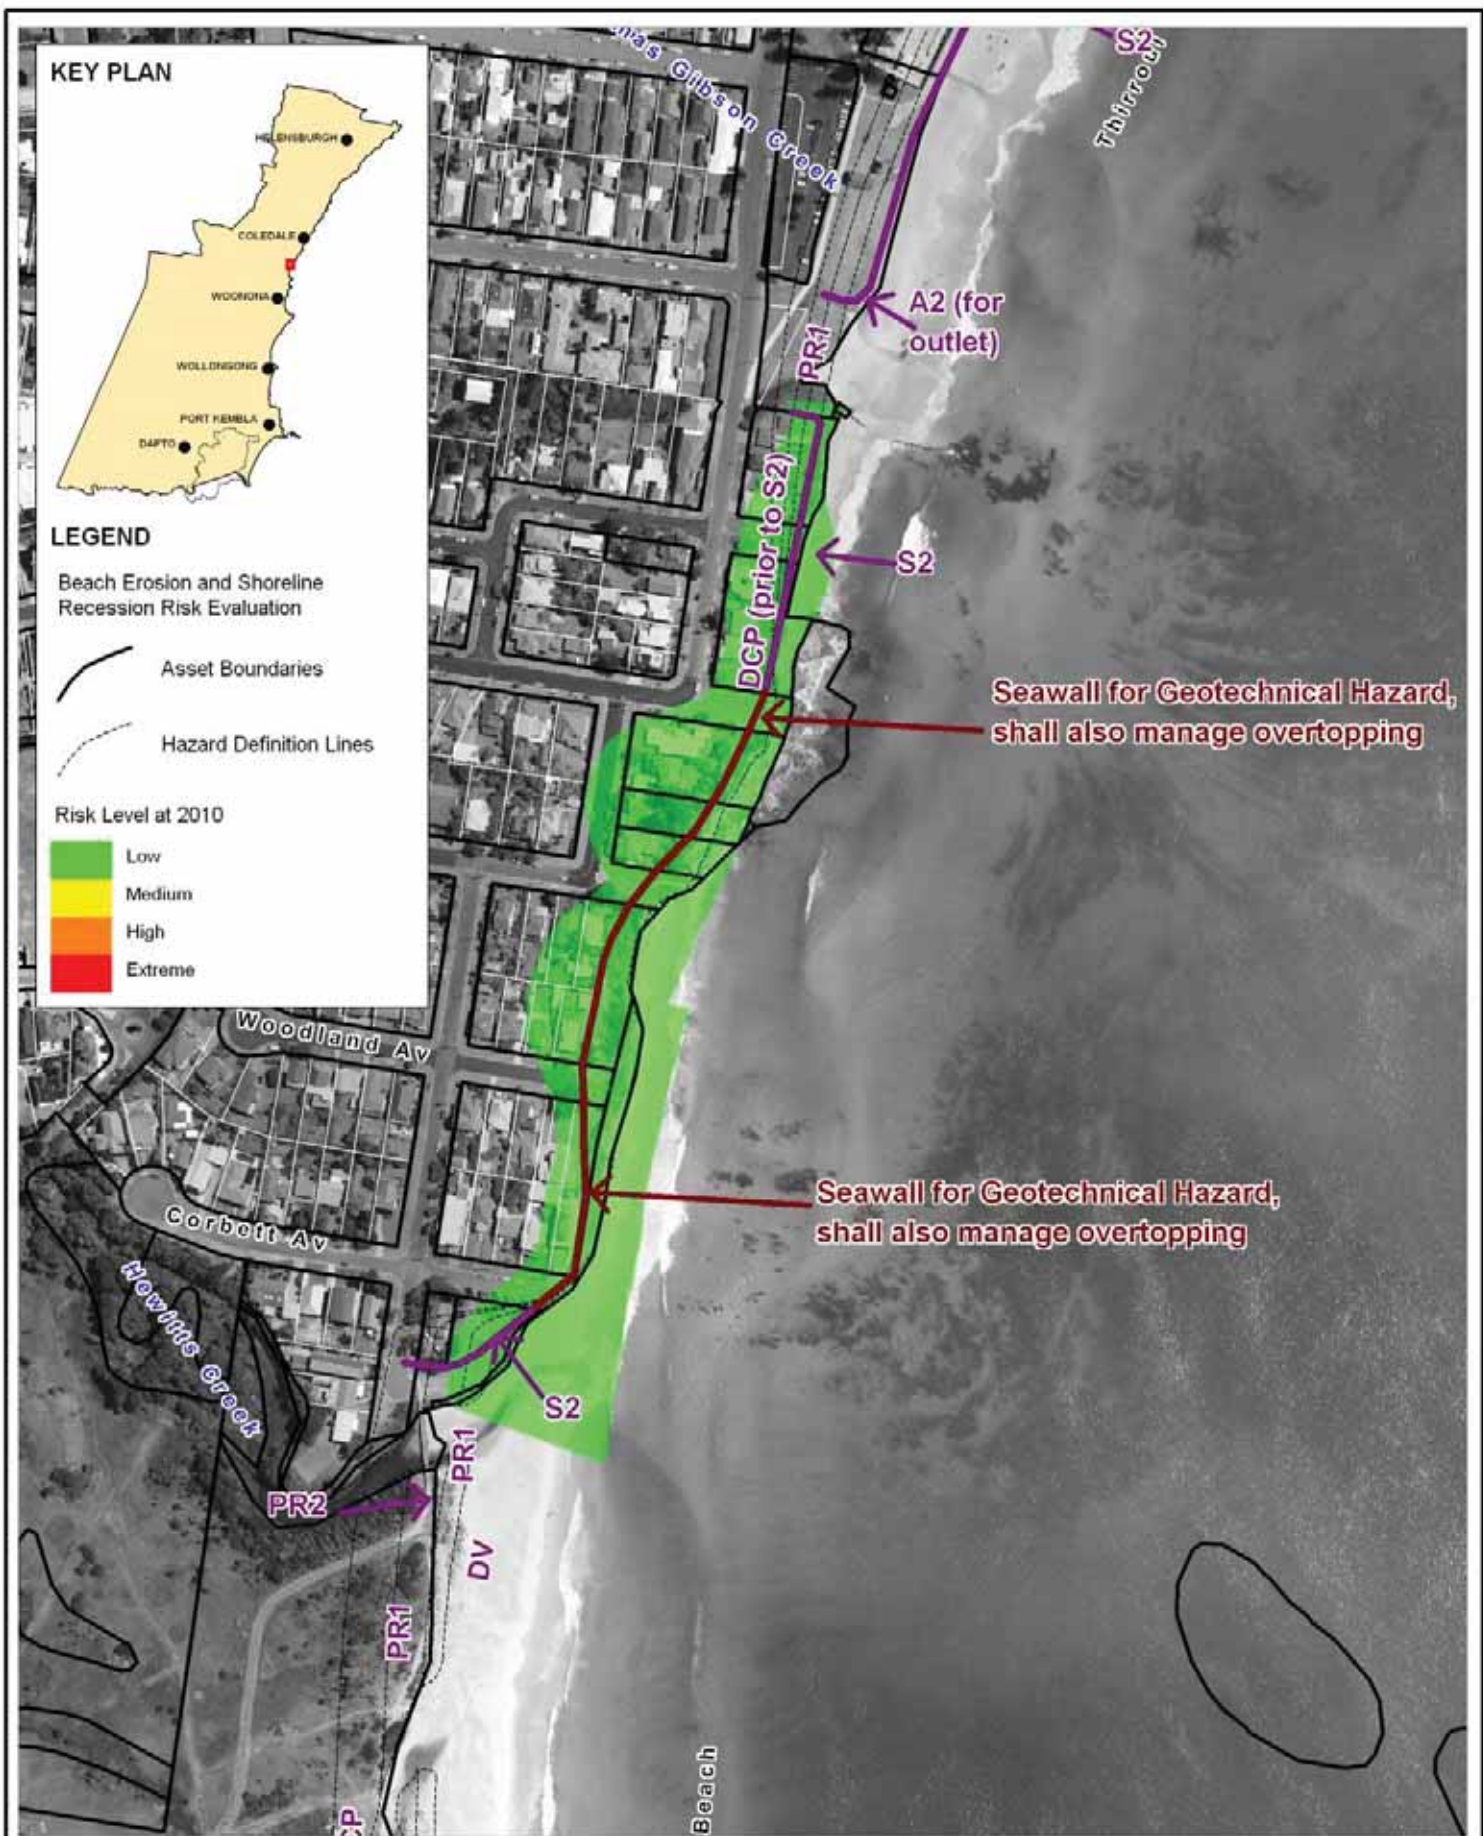 KEY PLAN
HELENSBURGH
COLEDALE
WOONONA
WOLLONGONG
PORT KEMBLA
DAPTO
LEGEND
Beach Erosion and Shoreline
Recession Risk Evaluation
Asset Boundaries
Hazard Definition Lines
Risk Level at 2010
Low
Medium
High
Extreme
mas Gibson Creek
S2
Thirroul
A2 (for
outlet)
PR1
DCP (prior to S2)
S2
Seawall for Geotechnical Hazard,
shall also manage overtopping
Woodland Av
Seawall for Geotechnical Hazard,
shall also manage overtopping
Corbett Av
Hewitts Creek
S2
PR1
PR2
DV
PR1
CP
Beach